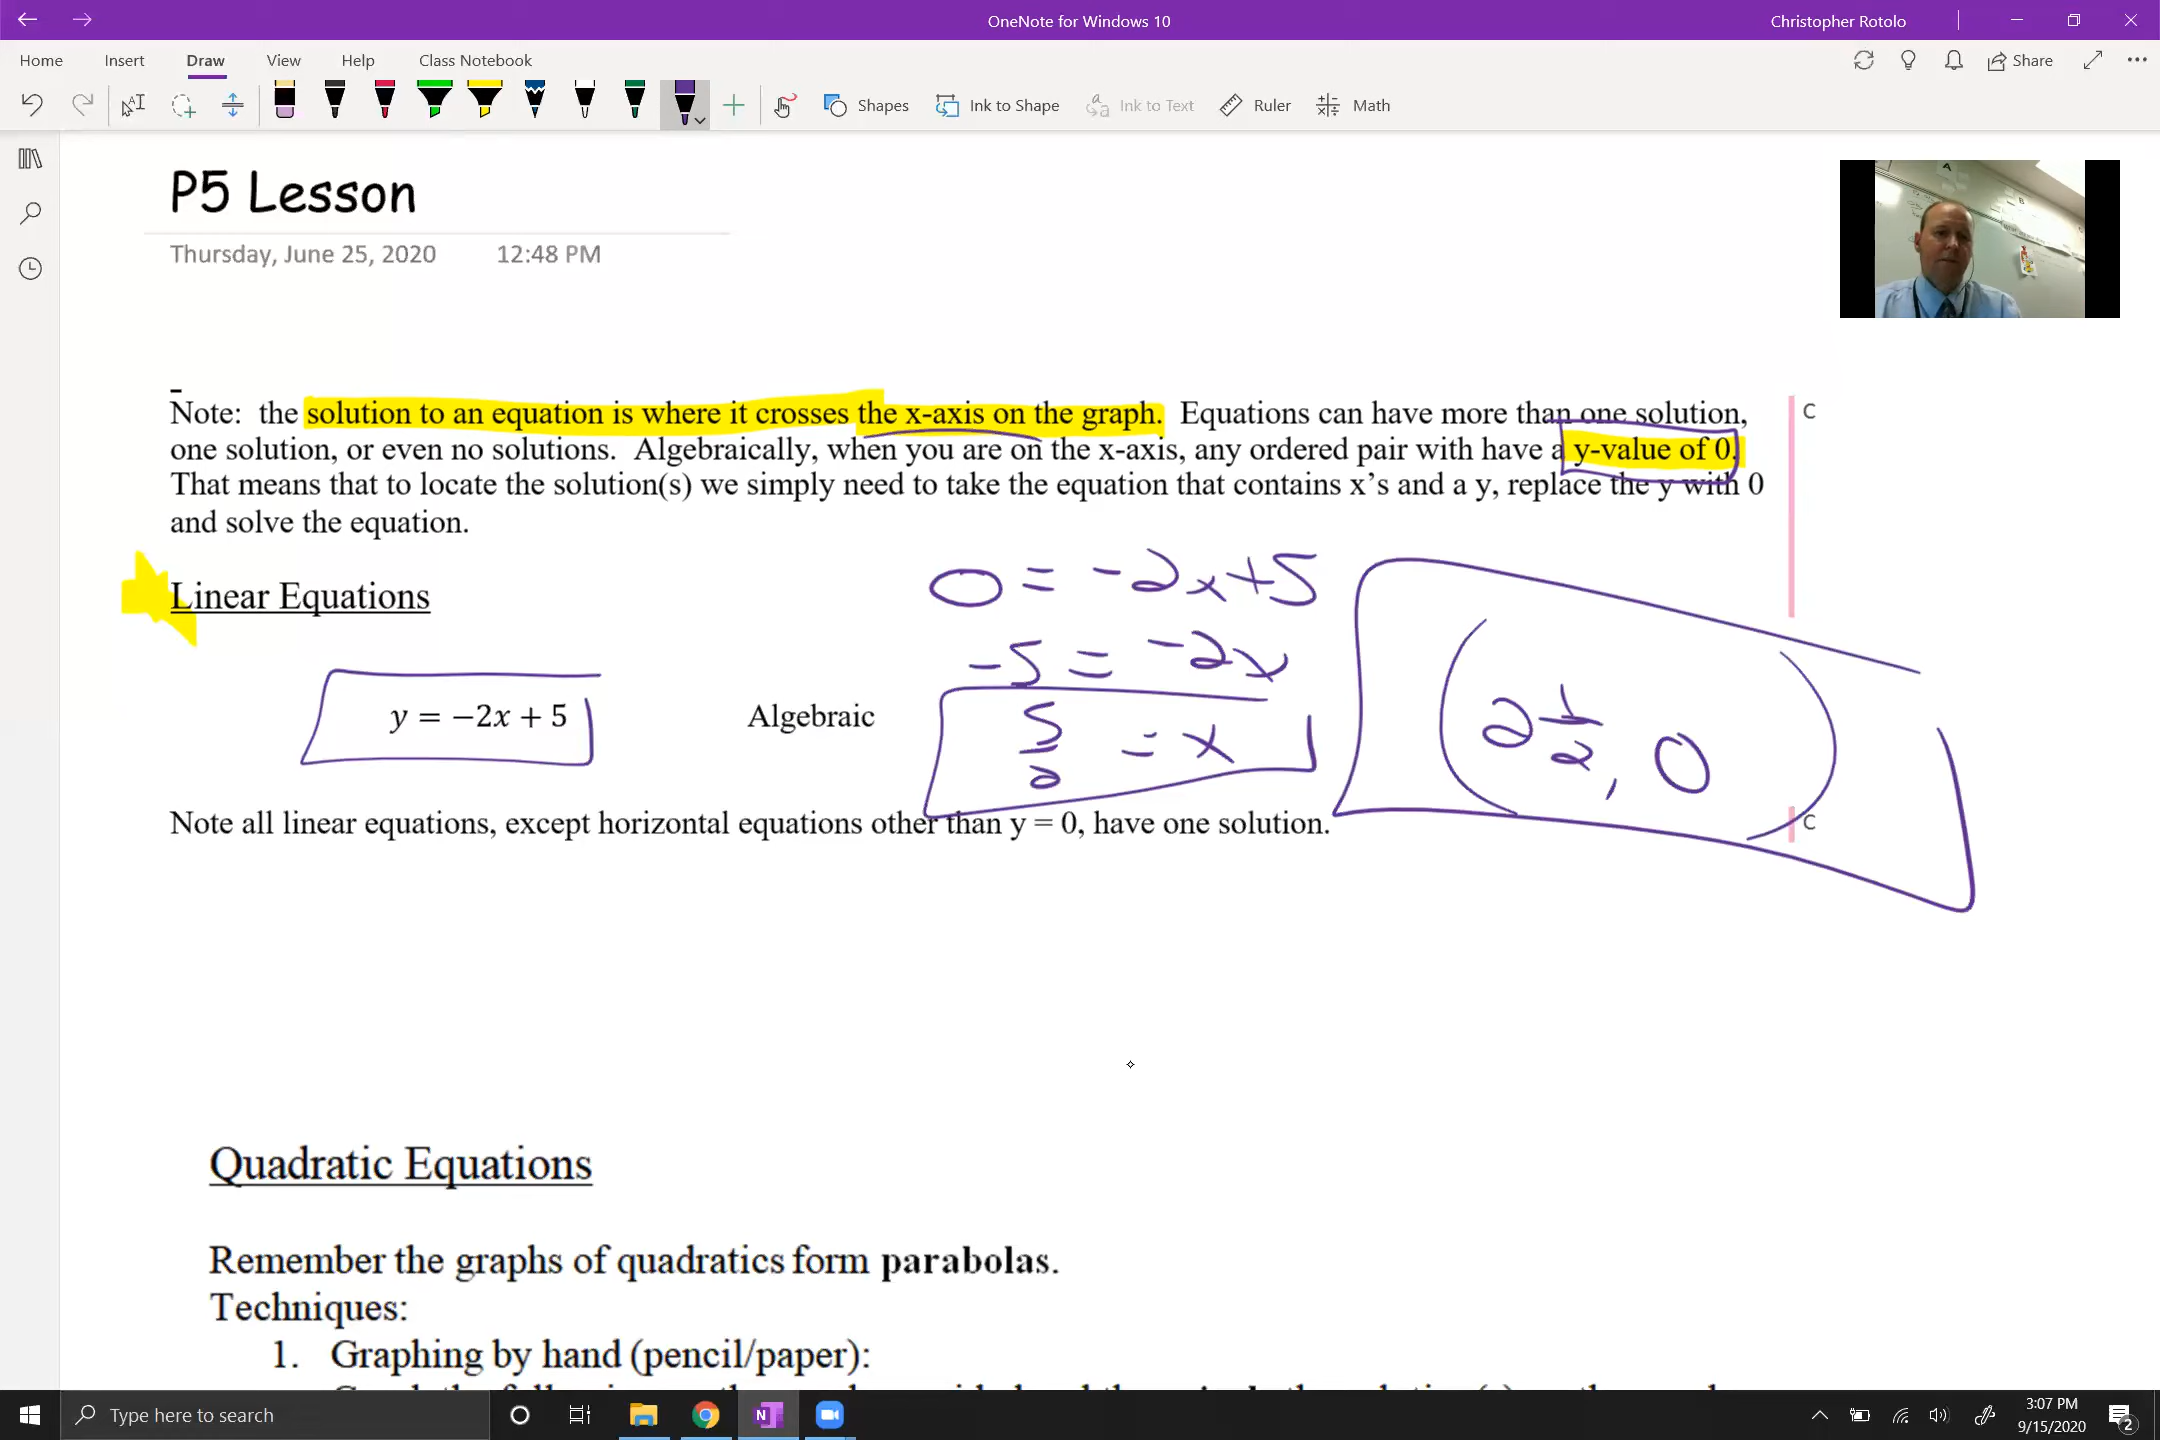 OneNote for Windows 10
Christopher Rotolo
Home Insert Draw View Help Class Notebook
Share
Shapes Ink to Shape Ink to Text Ruler Math
P5 Lesson
Thursday, June 25, 2020 12:48 PM
Note: the solution to an equation is where it crosses the x-axis on the graph. Equations can have more than one solution,
one solution, or even no solutions. Algebraically, when you are on the x-axis, any ordered pair with have a y-value of 0.
That means that to locate the solution(s) we simply need to take the equation that contains x's and a y, replace the y with 0
and solve the equation.
C
Linear Equations
0 = -2x+5
-5 = -2x
y = −2x + 5
Algebraic
5/2 = x
(2 1/2, 0)
Note all linear equations, except horizontal equations other than y = 0, have one solution.
C
Quadratic Equations
Remember the graphs of quadratics form parabolas.
Techniques:
1. Graphing by hand (pencil/paper):
Type here to search
3:07 PM
9/15/2020
2